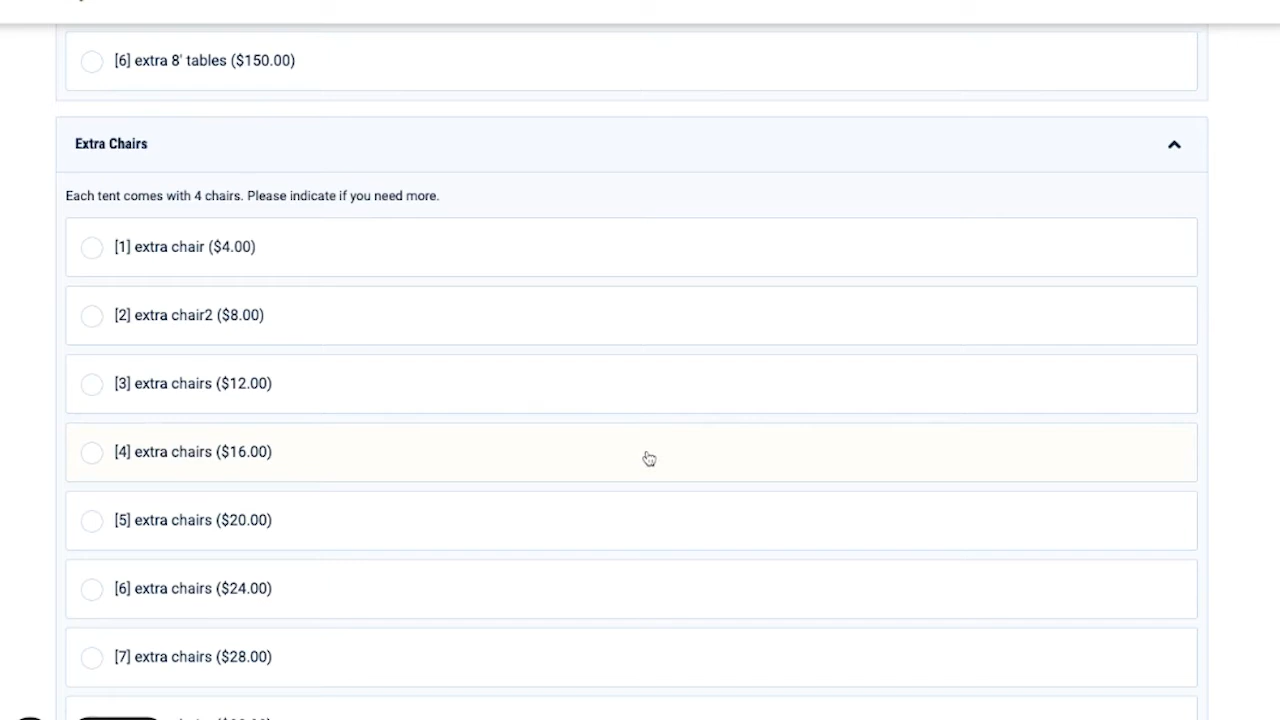 [6] extra 8' tables ($150.00)
Extra Chairs
Each tent comes with 4 chairs. Please indicate if you need more.
[1] extra chair ($4.00)
[2] extra chair2 ($8.00)
[3] extra chairs ($12.00)
[4] extra chairs ($16.00)
[5] extra chairs ($20.00)
[6] extra chairs ($24.00)
[7] extra chairs ($28.00)